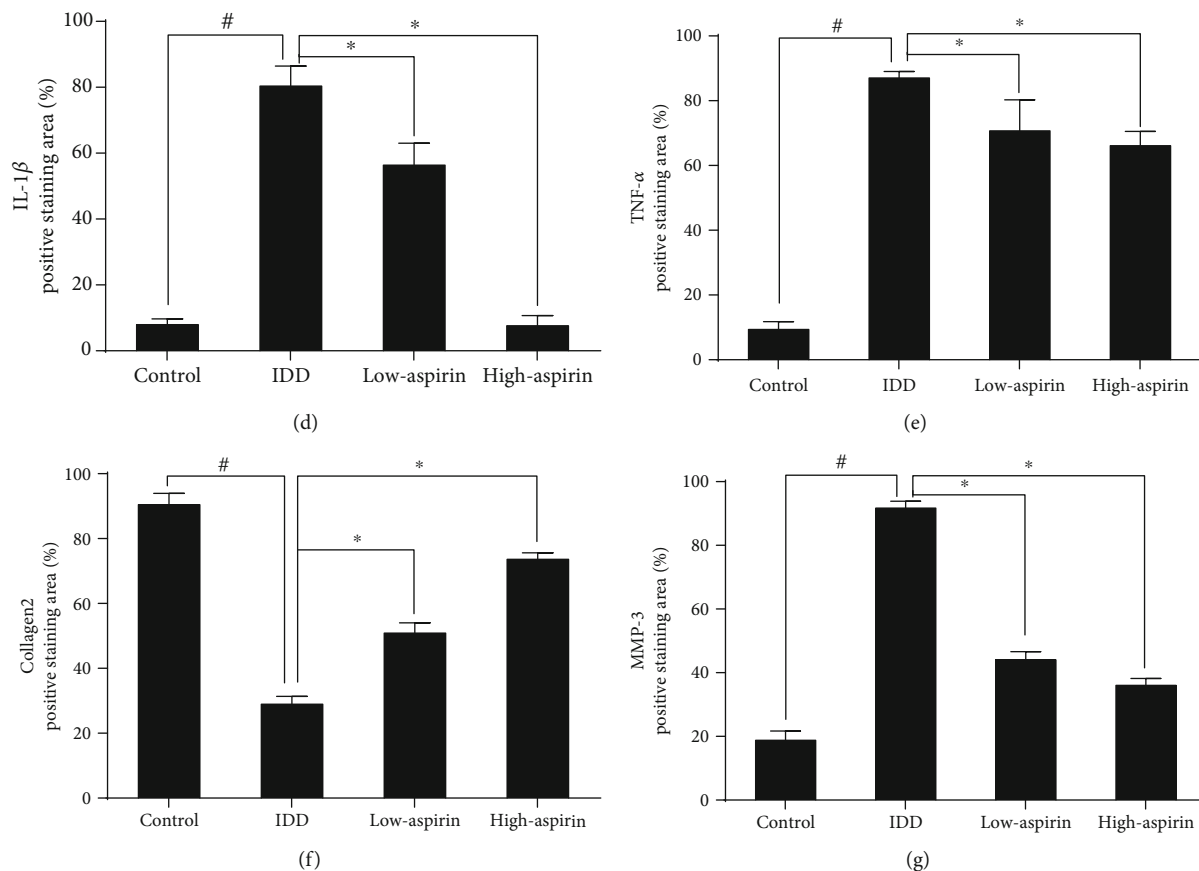 IL-1β
positive staining area (%)
100
80
60
40
20
0
#
*
*
Control IDD Low-aspirin High-aspirin
(d)
TNF-α
positive staining area (%)
100
80
60
40
20
0
#
*
*
Control IDD Low-aspirin High-aspirin
(e)
Collagen2
positive staining area (%)
100
80
60
40
20
0
#
*
*
Control IDD Low-aspirin High-aspirin
(f)
MMP-3
positive staining area (%)
100
80
60
40
20
0
#
*
*
Control IDD Low-aspirin High-aspirin
(g)